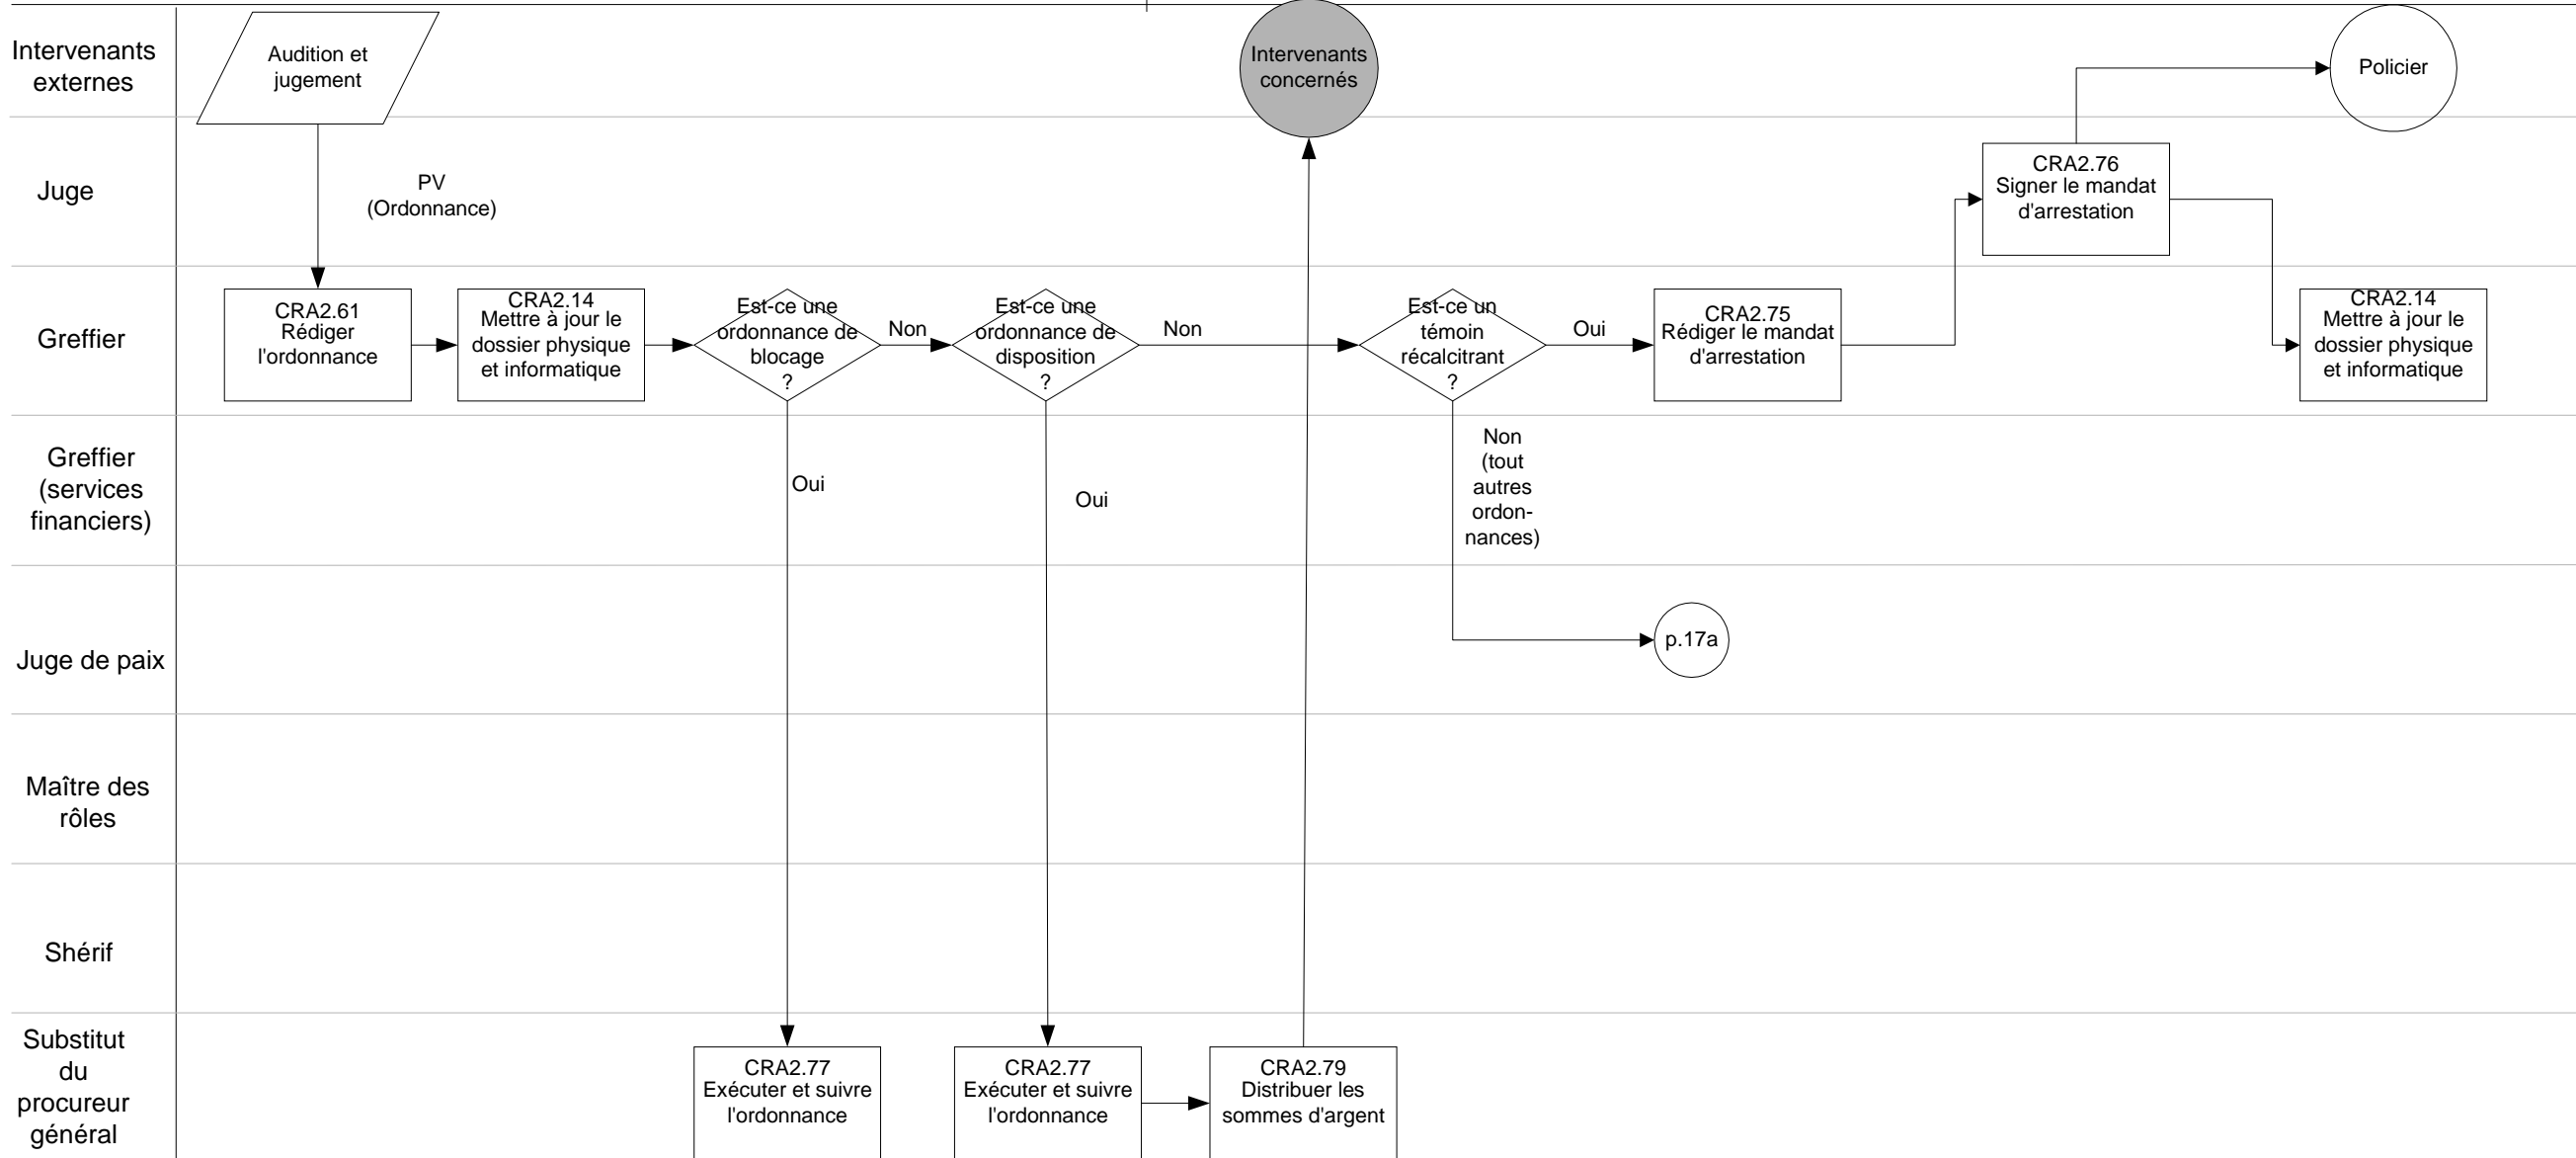 Intervenants
externes
Audition et
jugement
Intervenants
concernés
Policier
Juge
PV
(Ordonnance)
CRA2.76
Signer le mandat
d'arrestation
Greffier
CRA2.61
Rédiger
l'ordonnance
CRA2.14
Mettre à jour le
dossier physique
et informatique
Est-ce une
ordonnance de
blocage
?
Non
Est-ce une
ordonnance de
disposition
?
Non
Est-ce un
témoin
récalcitrant
?
Oui
CRA2.75
Rédiger le mandat
d'arrestation
CRA2.14
Mettre à jour le
dossier physique
et informatique
Greffier
(services
financiers)
Oui
Oui
Non
(tout
autres
ordon-
nances)
Juge de paix
p.17a
Maître des
rôles
Shérif
Substitut
du
procureur
général
CRA2.77
Exécuter et suivre
l'ordonnance
CRA2.77
Exécuter et suivre
l'ordonnance
CRA2.79
Distribuer les
sommes d'argent